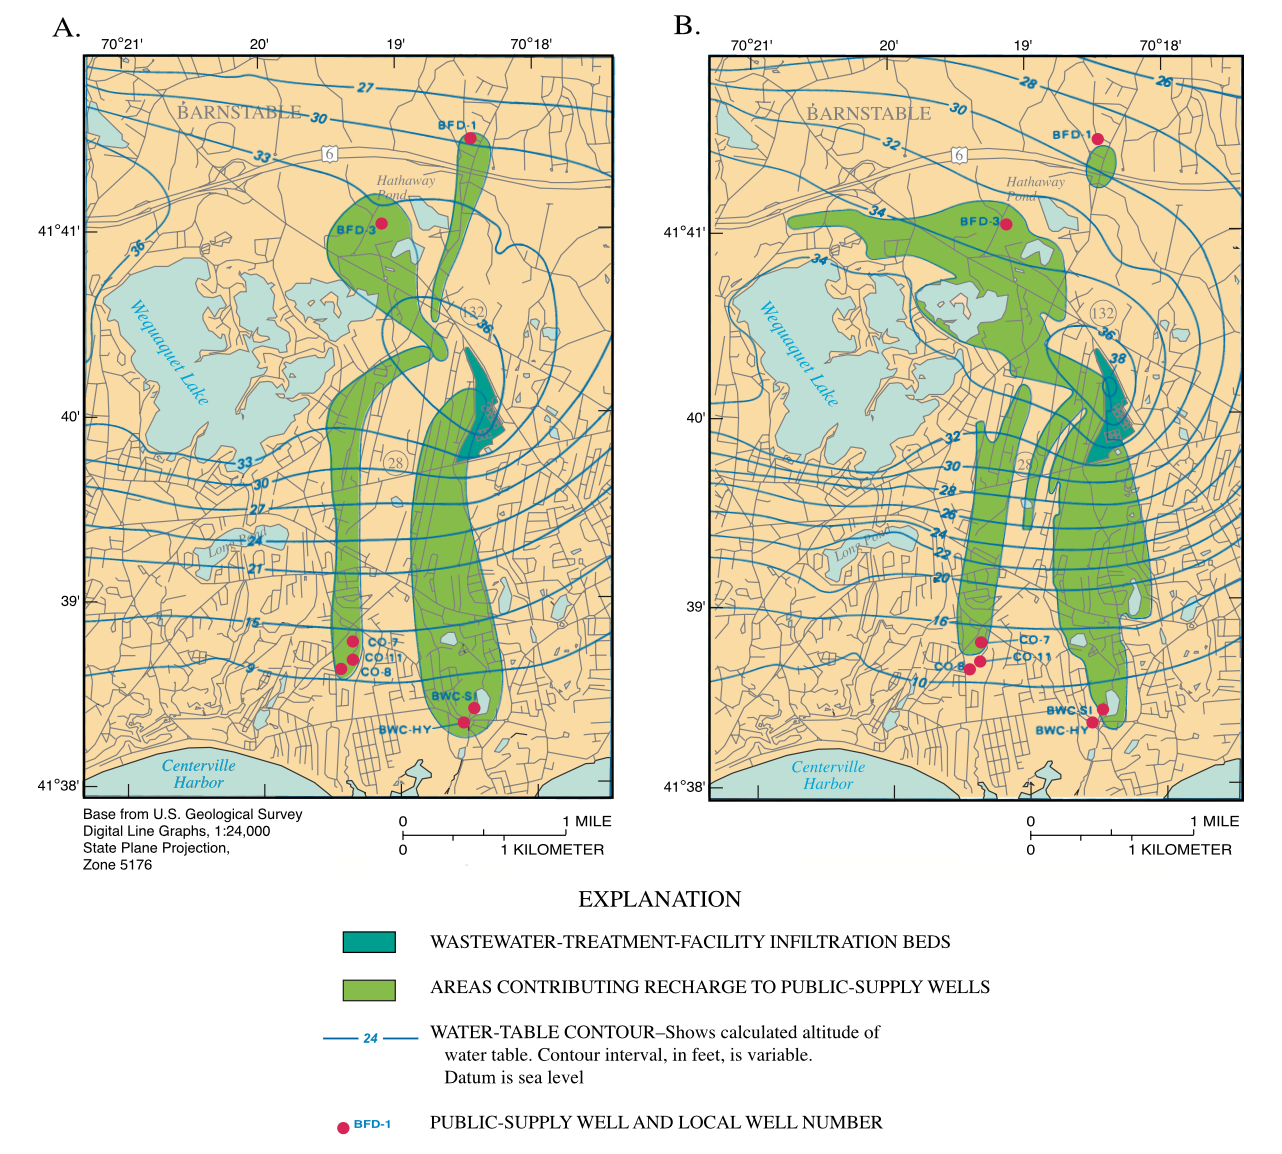 A.
B.
70°21'
20'
19'
70°18'
70°21'
20'
19'
70°18'
27
BARNSTABLE
30
BFD-1
33
6
Hathaway
Pond
BFD-3
41°41'
36
132
36
Wequaquet Lake
40'
33
28
30
27
Long Pond
24
21
39'
15
CO-7
CO-11
CO-8
9
BWC-SI
BWC-HY
Centerville
Harbor
41°38'
28
26
BARNSTABLE
30
BFD-1
32
6
Hathaway
Pond
34
BFD-3
41°41'
34
132
36
38
Wequaquet Lake
40'
32
28
30
28
26
Long Pond
24
22
20
39'
16
CO-7
CO-11
CO-8
10
BWC-SI
BWC-HY
Centerville
Harbor
41°38'
Base from U.S. Geological Survey
Digital Line Graphs, 1:24,000
State Plane Projection,
Zone 5176
0 1 MILE
0 1 KILOMETER
0 1 MILE
0 1 KILOMETER
EXPLANATION
WASTEWATER-TREATMENT-FACILITY INFILTRATION BEDS
AREAS CONTRIBUTING RECHARGE TO PUBLIC-SUPPLY WELLS
24 WATER-TABLE CONTOUR–Shows calculated altitude of
water table. Contour interval, in feet, is variable.
Datum is sea level
BFD-1 PUBLIC-SUPPLY WELL AND LOCAL WELL NUMBER